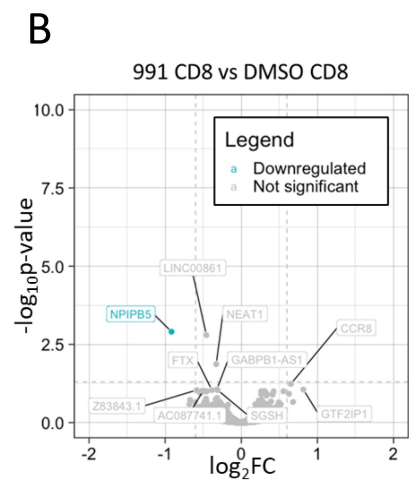 B
991 CD8 vs DMSO CD8
10.0
Legend
a Downregulated
a Not significant
7.5
-log₁₀p-value
5.0
LINC00861
NPIPB5
NEAT1
CCR8
2.5
FTX
GABPB1-AS1
Z83843.1
AC087741.1
SGSH
GTF2IP1
0.0
-2 -1 0 1 2
log₂FC